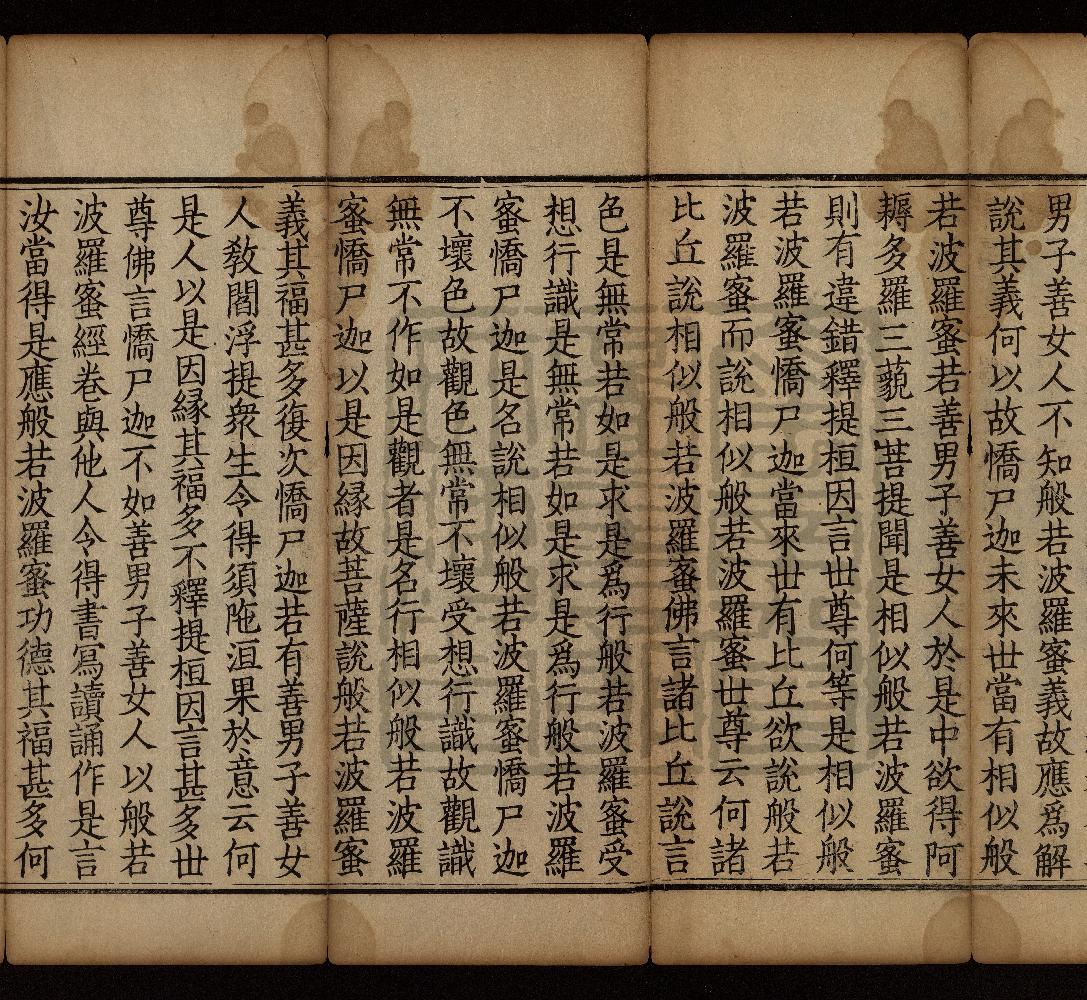 男子善女人不知般若波羅蜜義故應爲解
說其義何以故憍尸迦未來世當有相似般
若波羅蜜若善男子善女人於是中欲得阿
耨多羅三藐三菩提聞是相似般若波羅蜜
則有違錯釋提桓因言世尊何等是相似般
若波羅蜜憍尸迦當來世有比丘欲說般若
波羅蜜而說相似般若波羅蜜世尊云何諸
比丘說相似般若波羅蜜佛言諸比丘說言
色是無常若如是求是爲行般若波羅蜜受
想行識是無常若如是求是爲行般若波羅
蜜憍尸迦是名說相似般若波羅蜜憍尸迦
不壞色故觀色無常不壞受想行識故觀識
無常不作如是觀者是名行相似般若波羅
蜜憍尸迦以是因緣故菩薩說般若波羅蜜
義其福甚多復次憍尸迦若有善男子善女
人敎閻浮提衆生令得須陁洹果於意云何
是人以是因緣其福多不釋提桓因言甚多世
尊佛言憍尸迦不如善男子善女人以般若
波羅蜜經卷與他人令得書寫讀誦作是言
汝當得是應般若波羅蜜功德其福甚多何